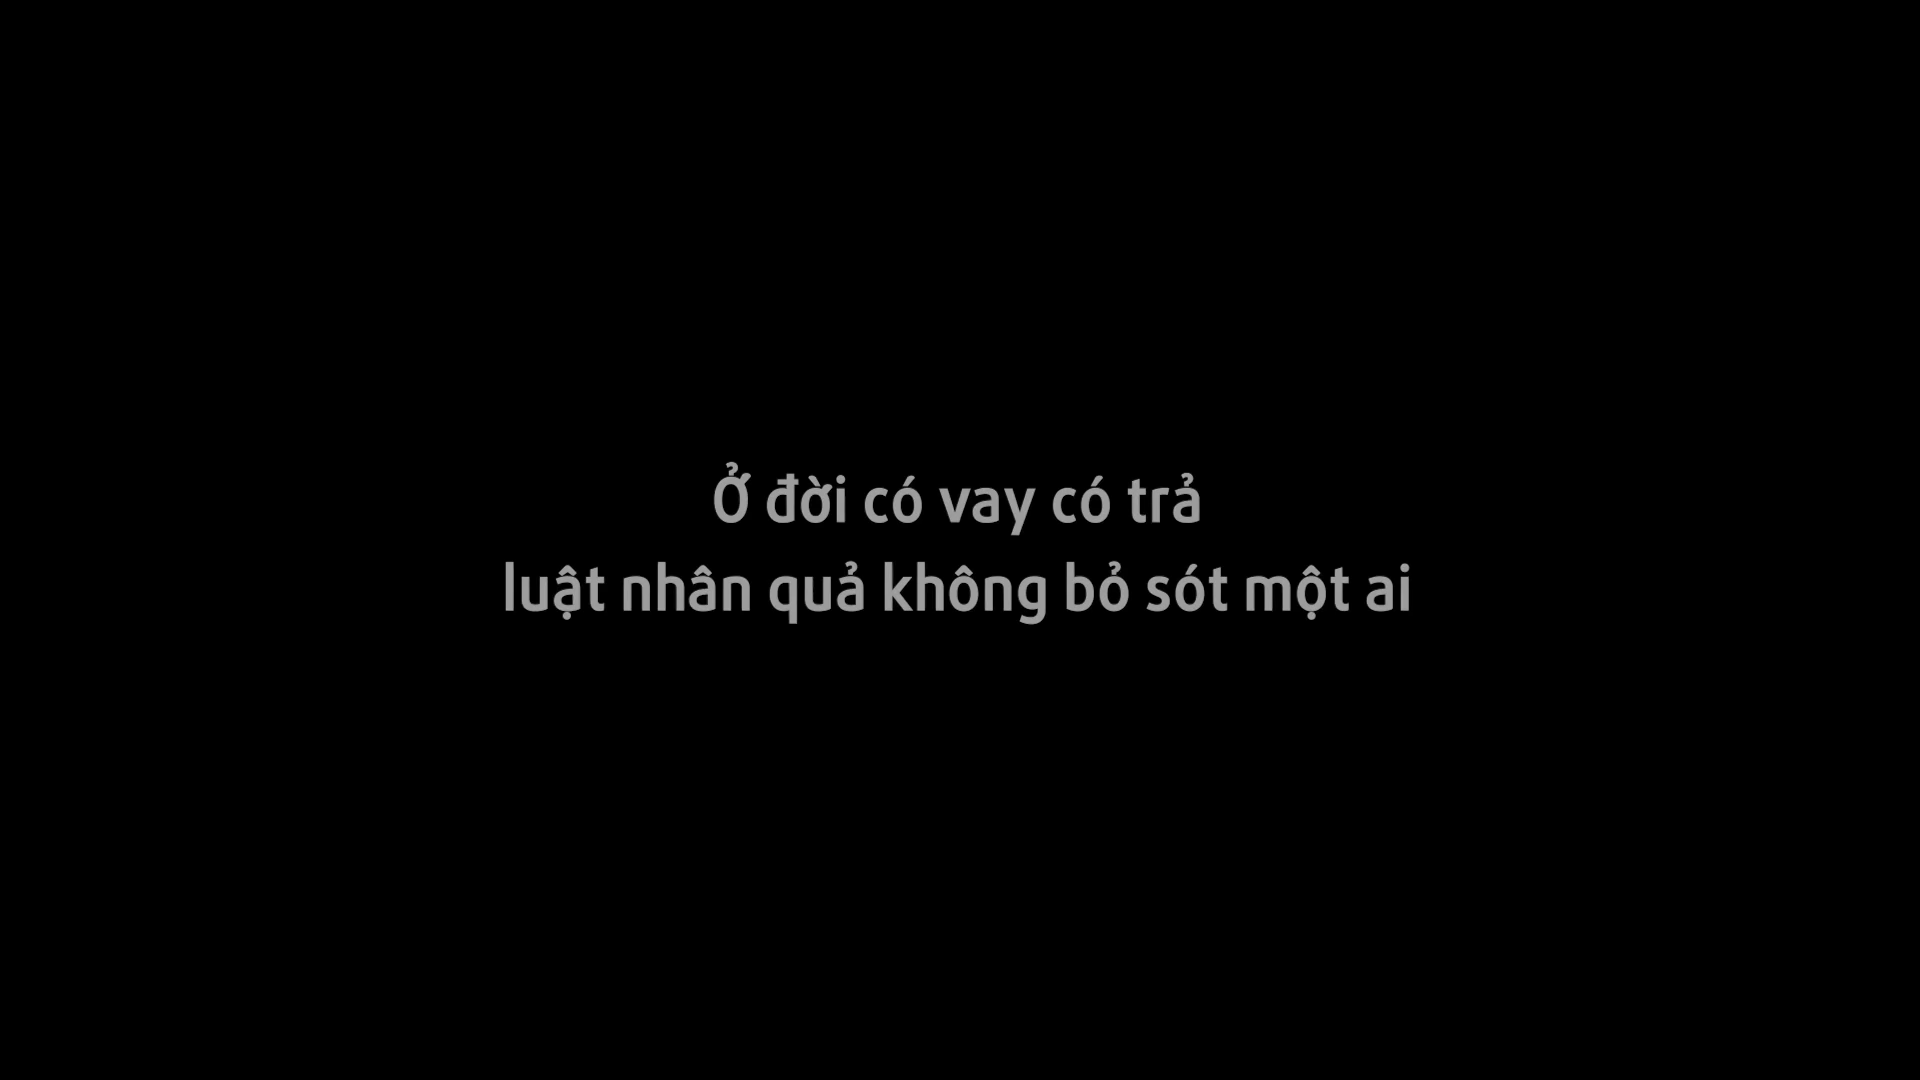 Ở đời có vay có trả
luật nhân quả không bỏ sót một ai